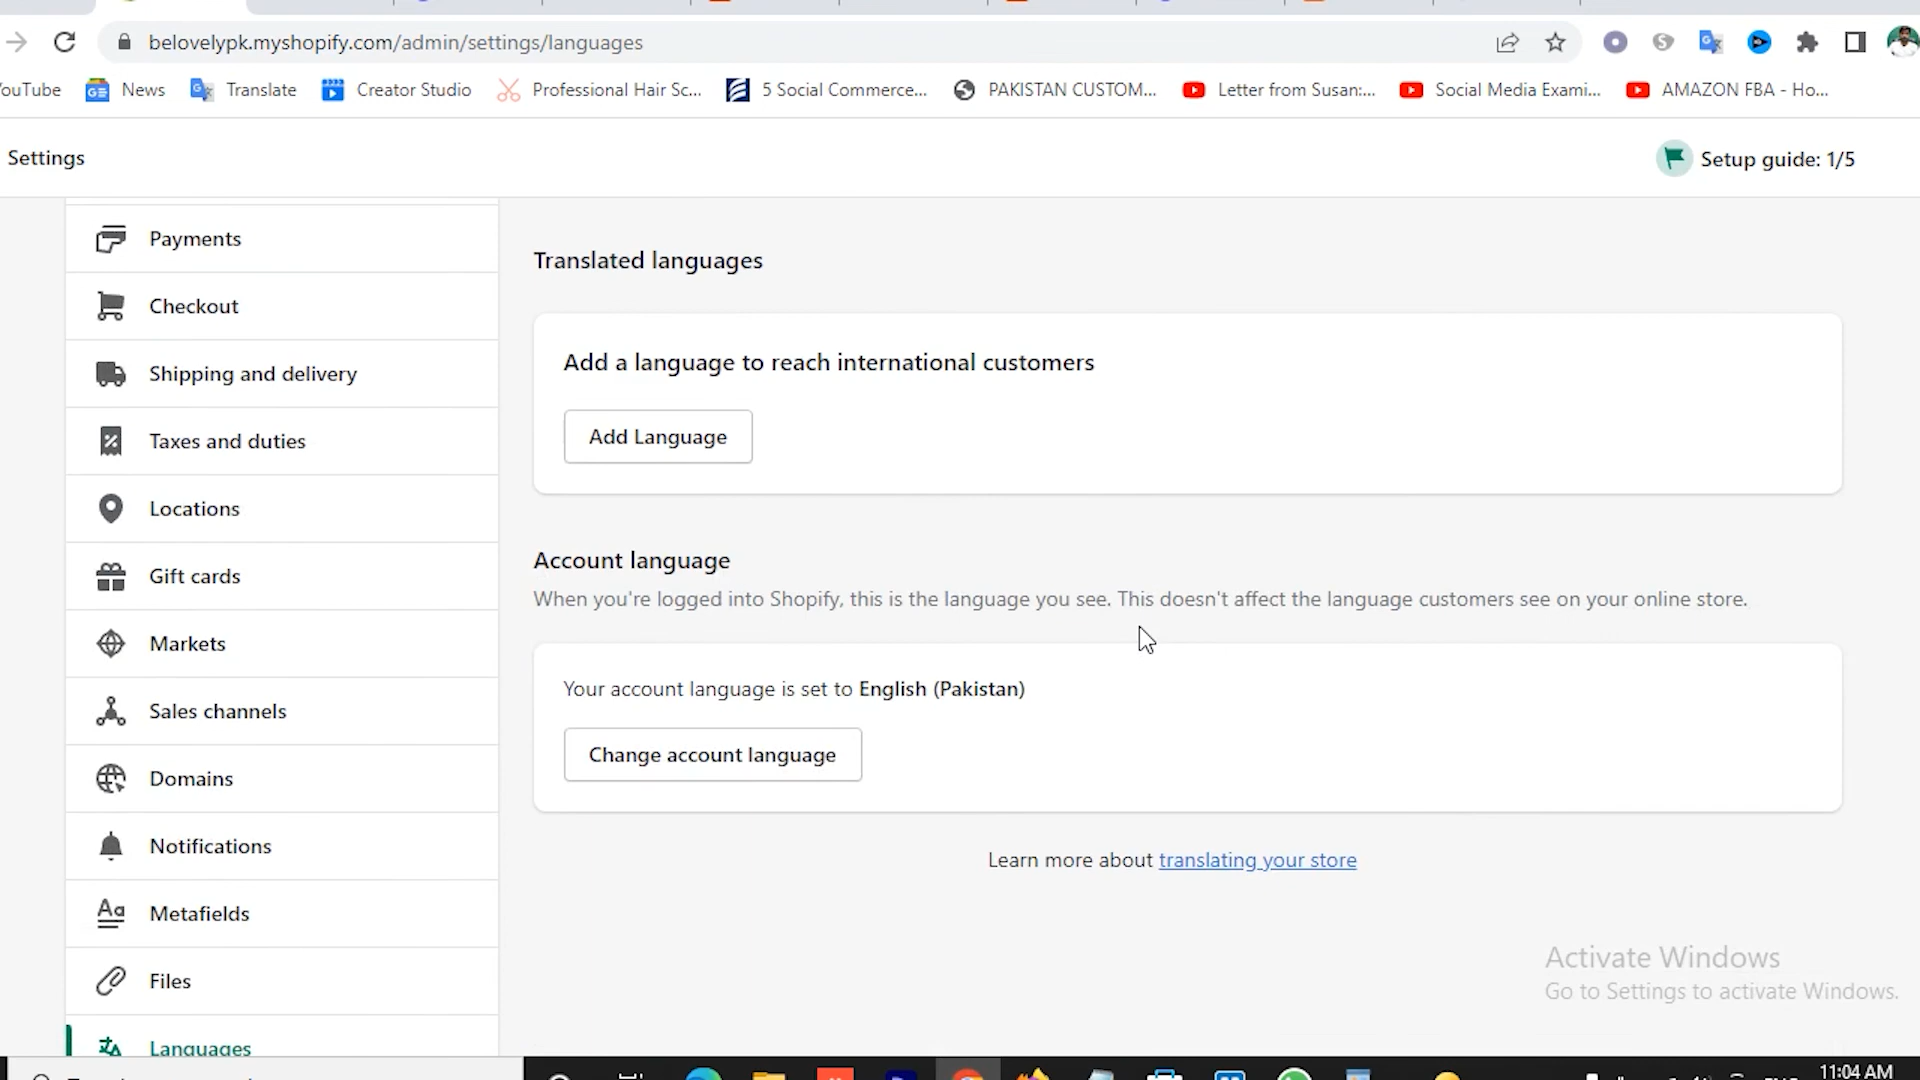 belovelypk.myshopify.com/admin/settings/languages
ouTube
News
Translate
Creator Studio
Professional Hair Sc...
5 Social Commerce...
PAKISTAN CUSTOM...
Letter from Susan:...
Social Media Exami...
AMAZON FBA - Ho...
Settings
Setup guide: 1/5
Payments
Checkout
Shipping and delivery
Taxes and duties
Locations
Gift cards
Markets
Sales channels
Domains
Notifications
Metafields
Files
Languages
Translated languages
Add a language to reach international customers
Add Language
Account language
When you're logged into Shopify, this is the language you see. This doesn't affect the language customers see on your online store.
Your account language is set to English (Pakistan)
Change account language
Learn more about translating your store
Activate Windows
Go to Settings to activate Windows.
11:04 AM